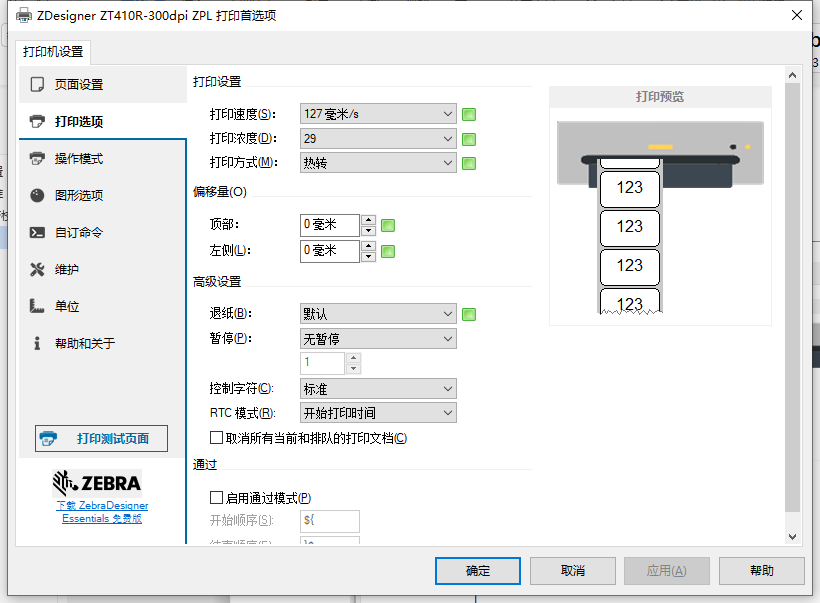 ZDesigner ZT410R-300dpi ZPL 打印首选项
打印机设置
页面设置
打印选项
操作模式
图形选项
自订命令
维护
单位
帮助和关于
打印测试页面
ZEBRA
下载 ZebraDesigner
Essentials 免费版
打印设置
打印速度(S): 127 毫米/s
打印浓度(D): 29
打印方式(M): 热转
偏移量(O)
顶部: 0 毫米
左侧(L): 0 毫米
高级设置
退纸(B): 默认
暂停(P): 无暂停
1
控制字符(C): 标准
RTC 模式(R): 开始打印时间
取消所有当前和排队的打印文档(C)
通过
启用通过模式(P)
开始顺序(S): ${
打印预览
123
123
123
123
确定
取消
应用(A)
帮助